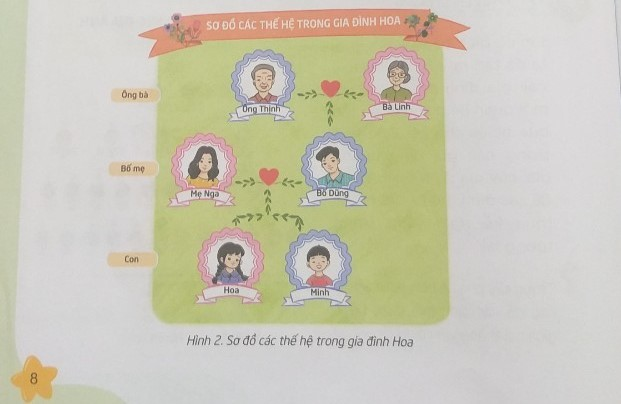 SƠ ĐỒ CÁC THẾ HỆ TRONG GIA ĐÌNH HOA
Ông bà
Ông Thịnh
Bà Linh
Bố mẹ
Mẹ Nga
Bố Dũng
Con
Hoa
Minh
Hình 2. Sơ đồ các thế hệ trong gia đình Hoa
8